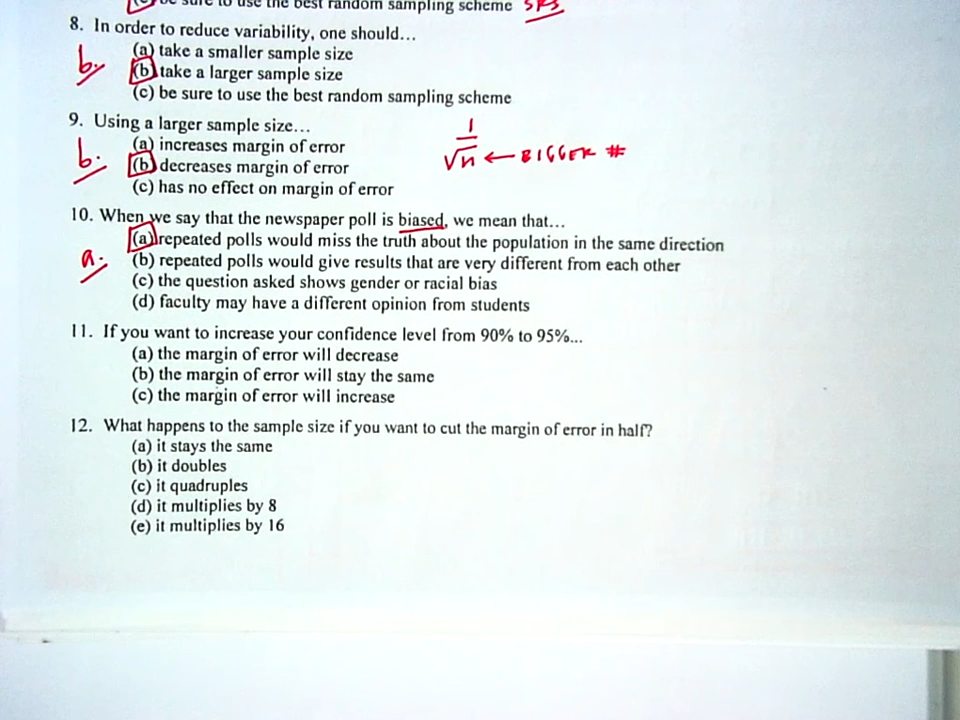 (c) be sure to use the best random sampling scheme SRS
8. In order to reduce variability, one should...
(a) take a smaller sample size
b. (b) take a larger sample size
(c) be sure to use the best random sampling scheme
9. Using a larger sample size...
(a) increases margin of error
b. (b) decreases margin of error
1/√n ← BIGGER #
(c) has no effect on margin of error
10. When we say that the newspaper poll is biased, we mean that...
(a) repeated polls would miss the truth about the population in the same direction
a. (b) repeated polls would give results that are very different from each other
(c) the question asked shows gender or racial bias
(d) faculty may have a different opinion from students
11. If you want to increase your confidence level from 90% to 95%...
(a) the margin of error will decrease
(b) the margin of error will stay the same
(c) the margin of error will increase
12. What happens to the sample size if you want to cut the margin of error in half?
(a) it stays the same
(b) it doubles
(c) it quadruples
(d) it multiplies by 8
(e) it multiplies by 16